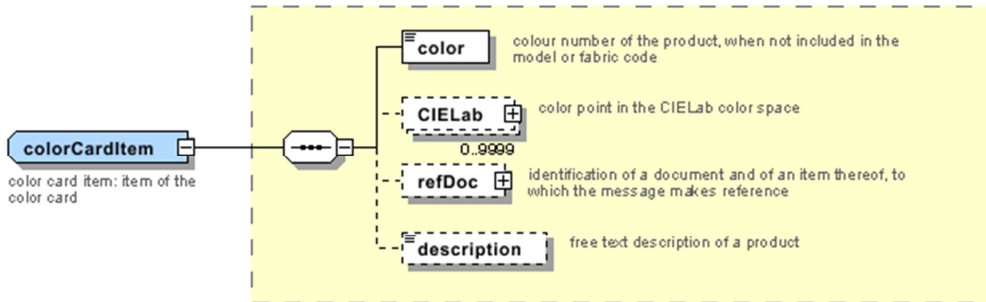 color
colour number of the product, when not included in the
model or fabric code
CIELab
color point in the CIELab color space
0..9999
colorCardItem
color card item: item of the
color card
refDoc
identification of a document and of an item thereof, to
which the message makes reference
description
free text description of a product